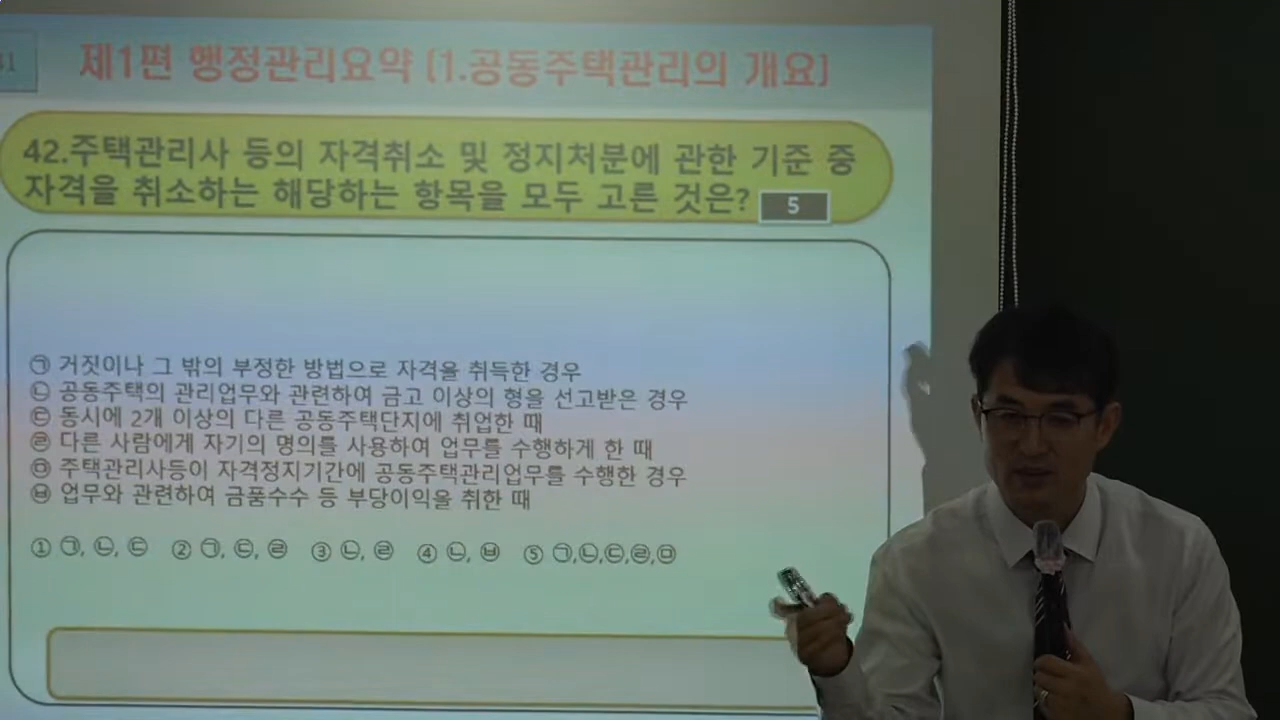 31
제1편 행정관리요약 [1.공동주택관리의 개요]
42.주택관리사 등의 자격취소 및 정지처분에 관한 기준 중
자격을 취소하는 해당하는 항목을 모두 고른 것은?
5
㉠ 거짓이나 그 밖의 부정한 방법으로 자격을 취득한 경우
㉡ 공동주택의 관리업무와 관련하여 금고 이상의 형을 선고받은 경우
㉢ 동시에 2개 이상의 다른 공동주택단지에 취업한 때
㉣ 다른 사람에게 자기의 명의를 사용하여 업무를 수행하게 한 때
㉤ 주택관리사등이 자격정지기간에 공동주택관리업무를 수행한 경우
㉥ 업무와 관련하여 금품수수 등 부당이익을 취한 때
① ㉠, ㉡, ㉢ ② ㉠, ㉢, ㉣ ③ ㉡, ㉣ ④ ㉡, ㉥ ⑤ ㉠,㉡,㉢,㉣,㉤